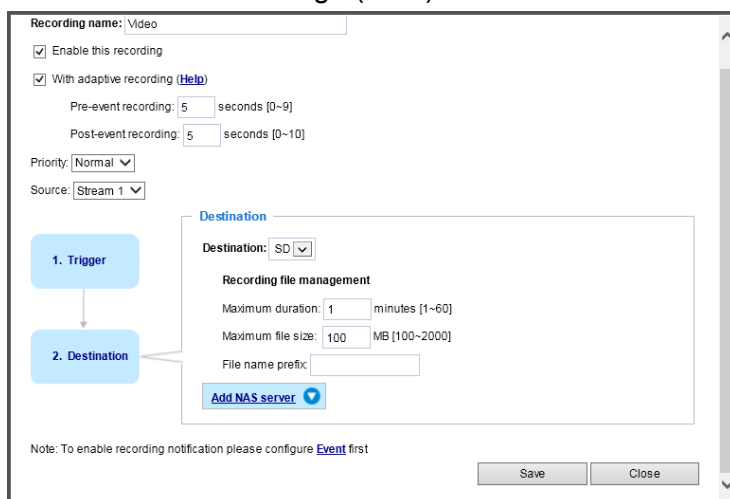 Recording name: Video
Enable this recording
With adaptive recording (Help)
Pre-event recording: 5 seconds [0~9]
Post-event recording: 5 seconds [0~10]
Priority: Normal
Source: Stream 1
Destination
1. Trigger
Destination: SD
Recording file management
Maximum duration: 1 minutes [1~60]
Maximum file size: 100 MB [100~2000]
2. Destination
File name prefix:
Add NAS server
Note: To enable recording notification please configure Event first
Save Close